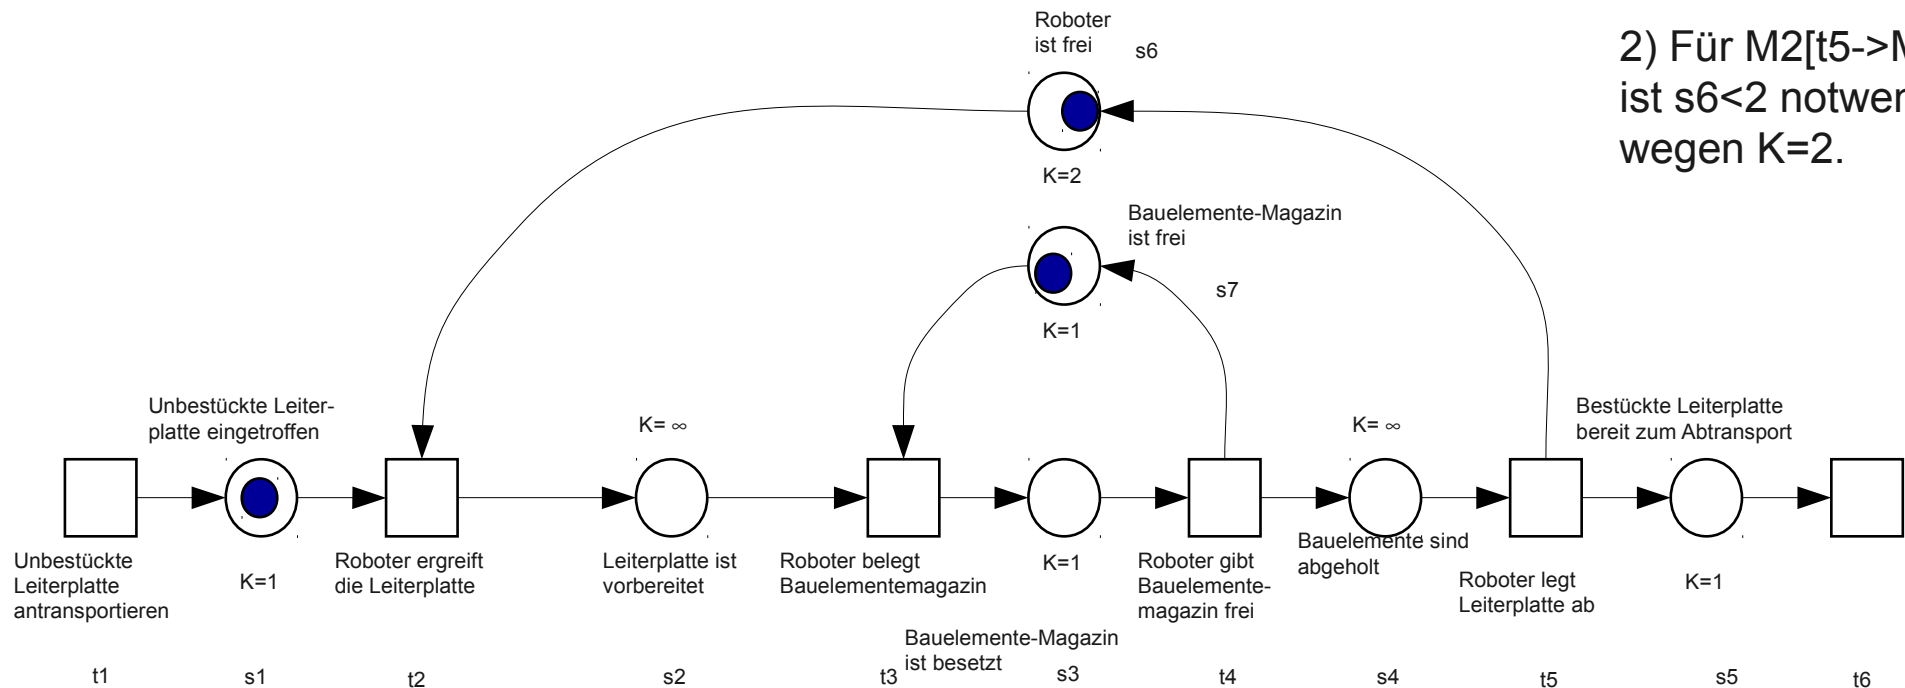 Roboter
ist frei
s6
2) Für M2[t5->
ist s6<2
wegen K=2.
K=2
Bauelemente-Magazin
ist frei
s7
K=1
Unbestückte Leiter-
platte eingetroffen
K= ∞
K= ∞
Bestückte Leiterplatte
bereit zum Abtransport
Unbestückte
Leiterplatte
antransportieren
K=1
Roboter ergreift
die Leiterplatte
Leiterplatte ist
vorbereitet
Roboter belegt
Bauelementemagazin
K=1
Roboter gibt
Bauelemente-
magazin frei
Bauelemente sind
abgeholt
Roboter legt
Leiterplatte ab
K=1
Bauelemente-Magazin
ist besetzt
t1 s1 t2 s2 t3 s3 t4 s4 t5 s5 t6